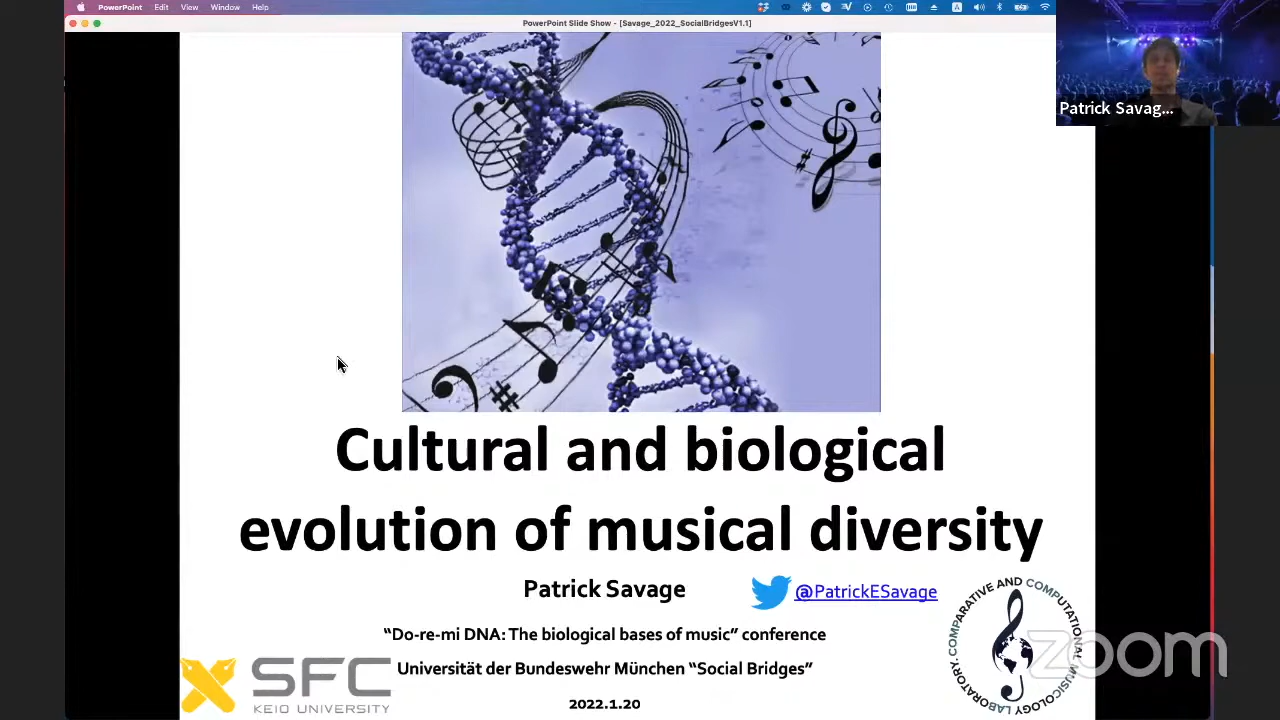 PowerPoint Edit View Window Help
PowerPoint Slide Show - [Savage_2022_SocialBridgesV1.1]
Patrick Savag...
Cultural and biological
evolution of musical diversity
Patrick Savage
@PatrickESavage
“Do-re-mi DNA: The biological bases of music” conference
Universität der Bundeswehr München “Social Bridges”
2022.1.20
SFC
KEIO UNIVERSITY
COMPARATIVE AND COMPUTATIONAL MUSICOLOGY LABORATORY
zoom